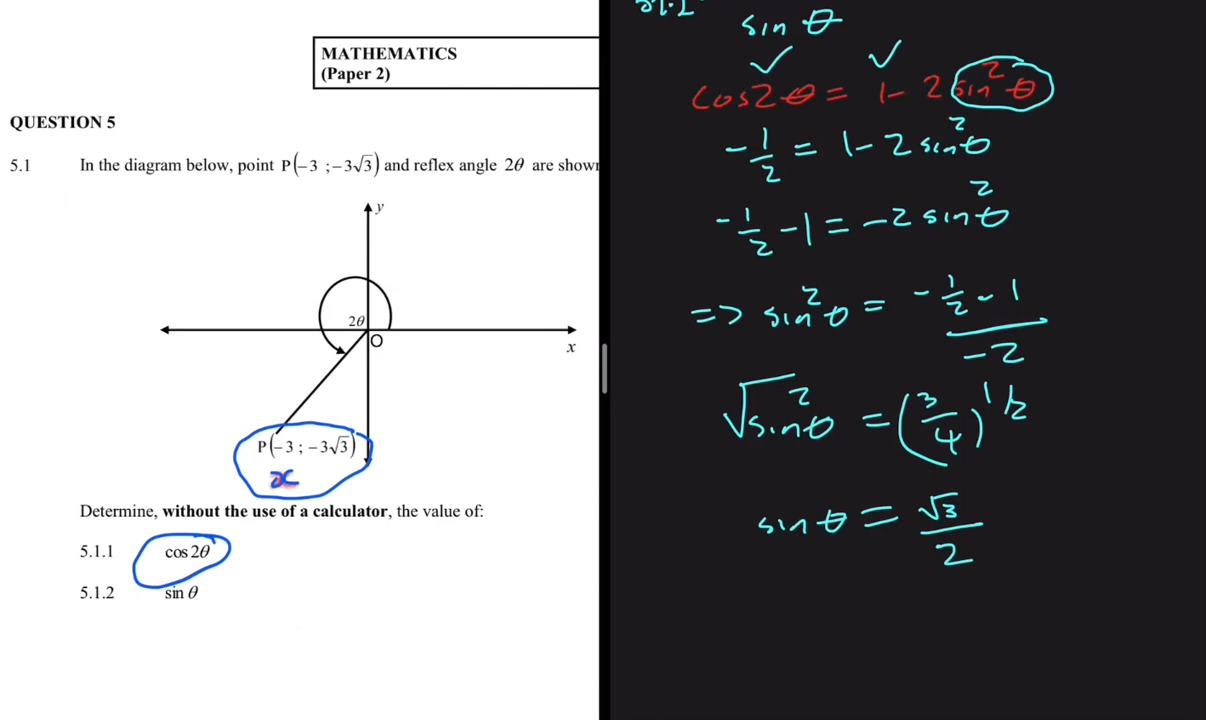 MATHEMATICS
(Paper 2)
QUESTION 5
5.1 In the diagram below, point P(−3 ; −3√3) and reflex angle 2θ are shown
y
2θ
O
x
P(−3 ; −3√3)
x
Determine, without the use of a calculator, the value of:
5.1.1 cos 2θ
5.1.2 sin θ
sin θ
cos2θ = 1 - 2 sin²θ
-1/2 = 1 - 2 sin²θ
-1/2 - 1 = -2 sin²θ
=> sin²θ = (-1/2 - 1)/-2
√sin²θ = (3/4)^1/2
sin θ = √3/2